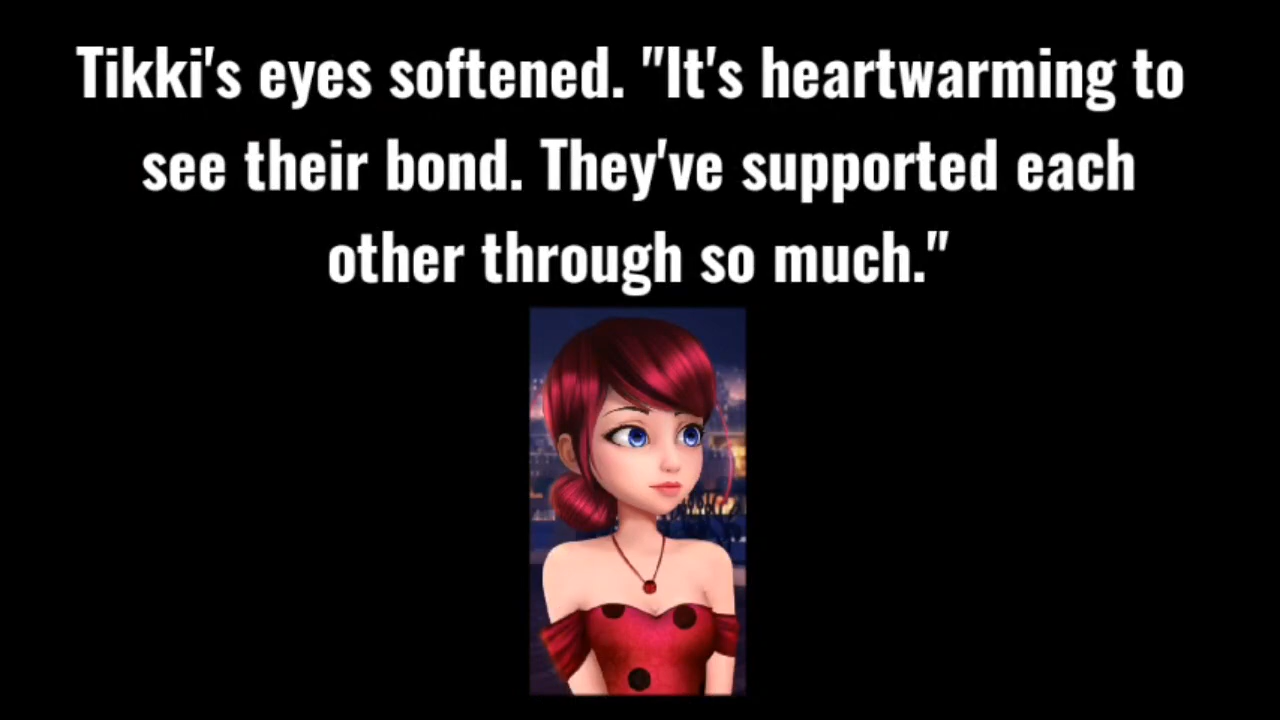 Tikki's eyes softened. "It's heartwarming to
see their bond. They've supported each
other through so much."